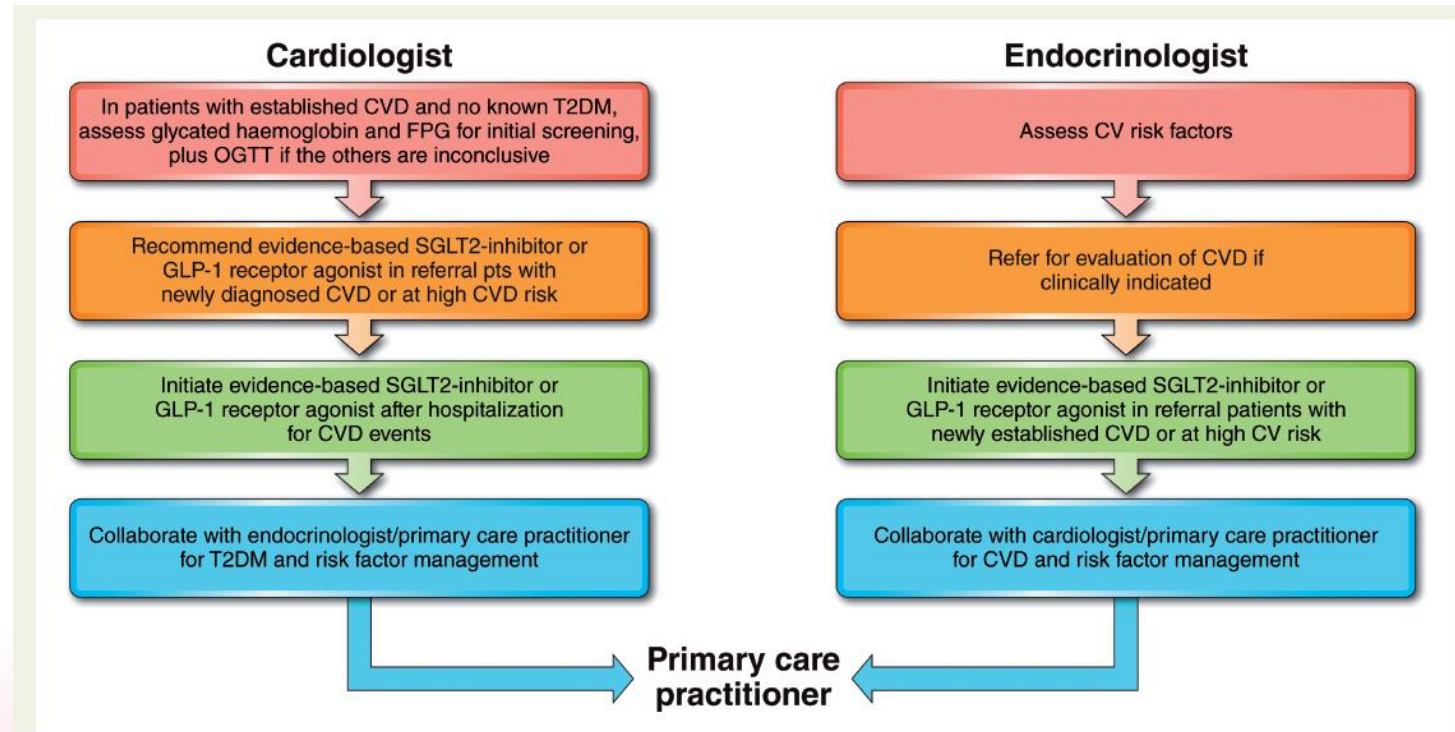 Cardiologist
In patients with established CVD and no known T2DM,
assess glycated haemoglobin and FPG for initial screening,
plus OGTT if the others are inconclusive
Recommend evidence-based SGLT2-inhibitor or
GLP-1 receptor agonist in referral pts with
newly diagnosed CVD or at high CVD risk
Initiate evidence-based SGLT2-inhibitor or
GLP-1 receptor agonist after hospitalization
for CVD events
Collaborate with endocrinologist/primary care practitioner
for T2DM and risk factor management
Endocrinologist
Assess CV risk factors
Refer for evaluation of CVD if
clinically indicated
Initiate evidence-based SGLT2-inhibitor or
GLP-1 receptor agonist in referral patients with
newly established CVD or at high CV risk
Collaborate with cardiologist/primary care practitioner
for CVD and risk factor management
Primary care
practitioner